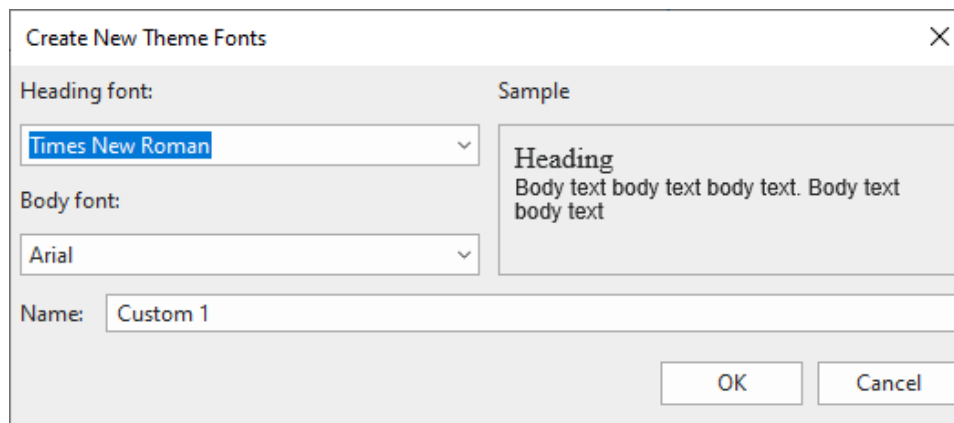 Create New Theme Fonts
Heading font:
Sample
Times New Roman
Heading
Body text body text body text. Body text
body text
Body font:
Arial
Name:
Custom 1
OK
Cancel